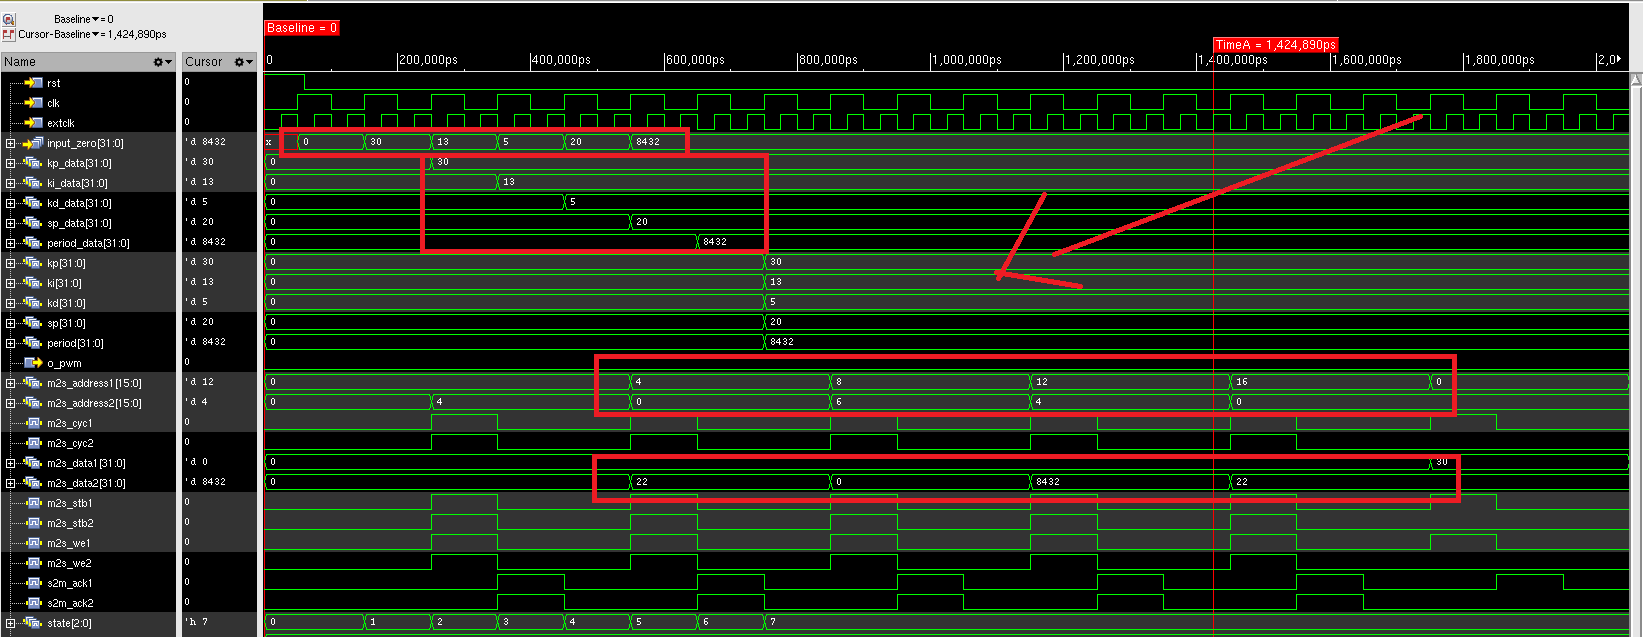 Baseline▼= 0
Cursor-Baseline▼= 1,424,890ps
Baseline = 0
TimeA = 1,424,890ps
Name Cursor 0 200,000ps 400,000ps 600,000ps 800,000ps 1,000,000ps 1,200,000ps 1,400,000ps 1,600,000ps 1,800,000ps 2,0
rst 0
clk 0
extclk 0
input_zero[31:0] 'd 8432 x 0 30 13 5 20 8432
kp_data[31:0] 'd 30 0 30
ki_data[31:0] 'd 13 0 13
kd_data[31:0] 'd 5 0 5
sp_data[31:0] 'd 20 0 20
period_data[31:0] 'd 8432 0 8432
kp[31:0] 'd 30 0 30
ki[31:0] 'd 13 0 13
kd[31:0] 'd 5 0 5
sp[31:0] 'd 20 0 20
period[31:0] 'd 8432 0 8432
o_pwm 0
m2s_address1[15:0] 'd 12 0 4 8 12 16 0
m2s_address2[15:0] 'd 4 0 4 0 6 4 0
m2s_cyc1 0
m2s_cyc2 0
m2s_data1[31:0] 'd 0 0 30
m2s_data2[31:0] 'd 8432 0 22 0 8432 22
m2s_stb1 0
m2s_stb2 0
m2s_we1 0
m2s_we2 0
s2m_ack1 0
s2m_ack2 0
state[2:0] 'h 7 0 1 2 3 4 5 6 7